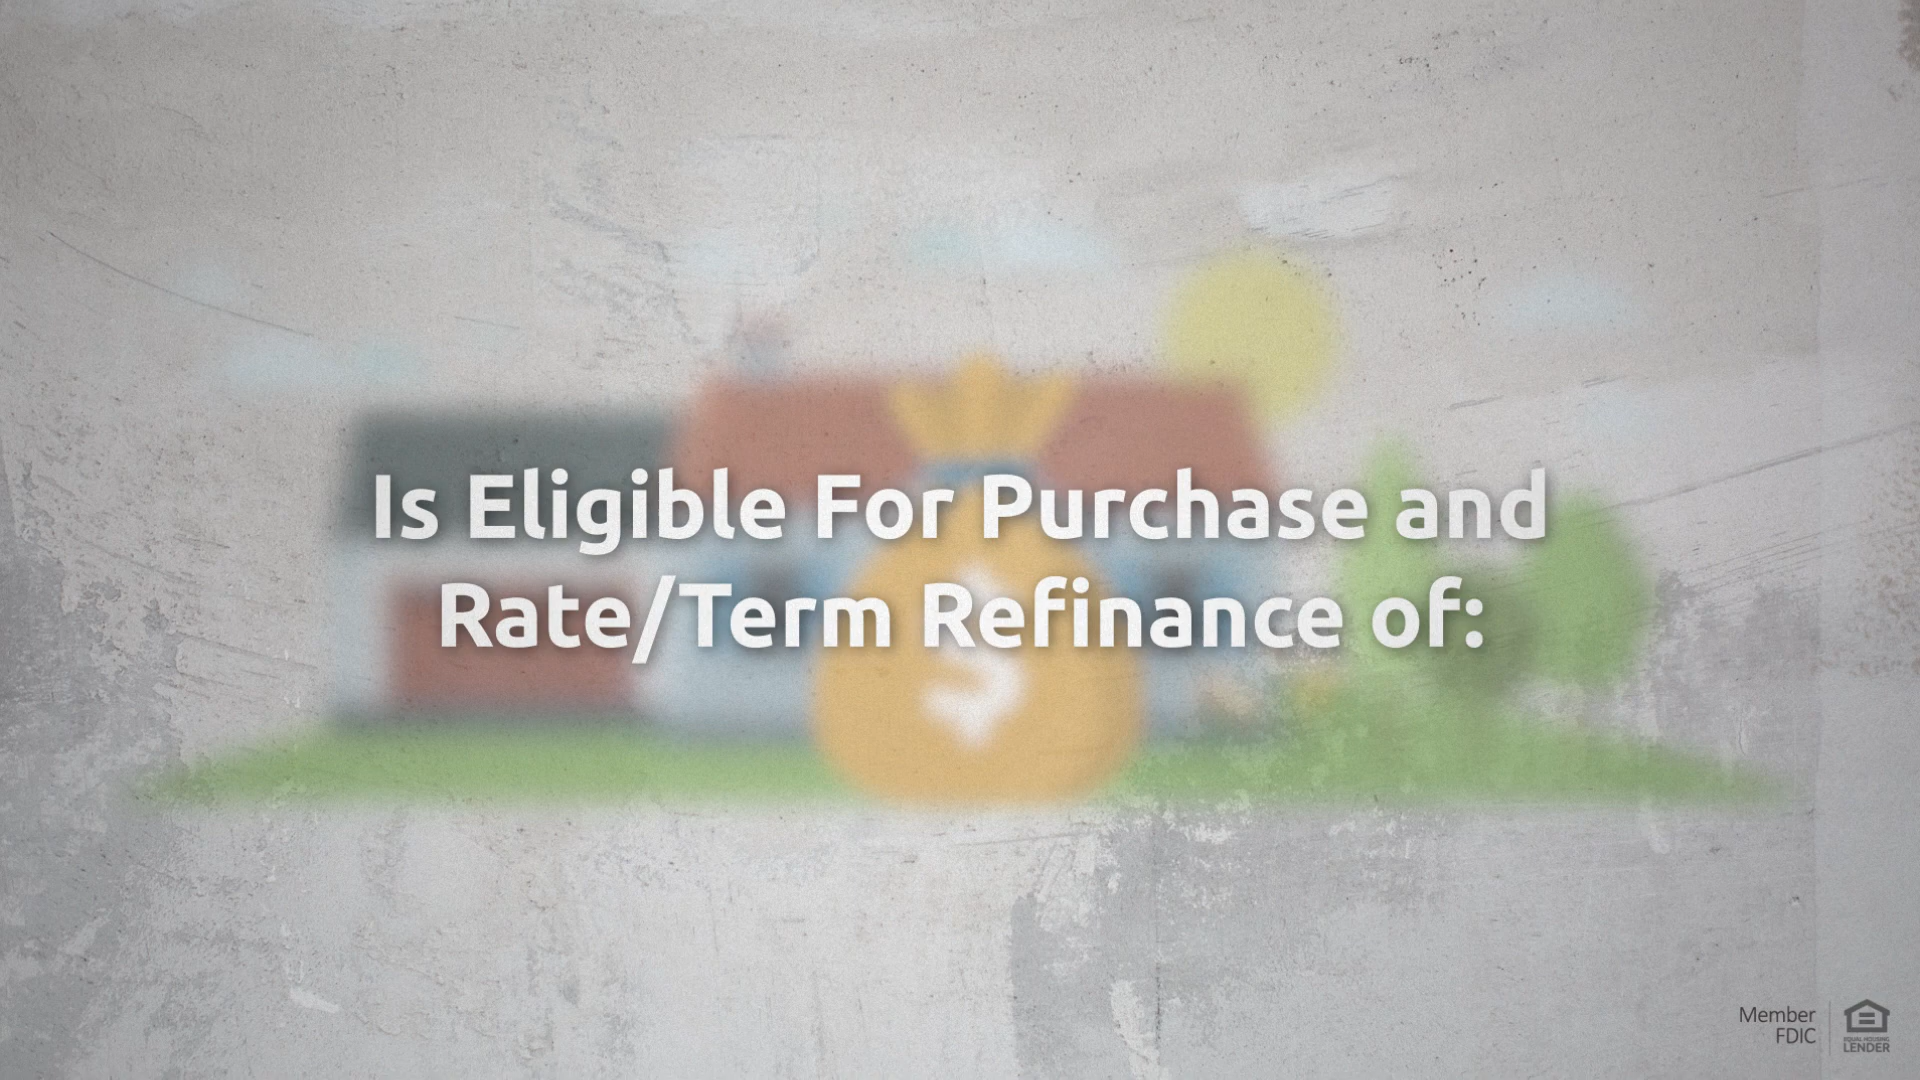 Is Eligible For Purchase and
Rate/Term Refinance of:
Member
FDIC
EQUAL HOUSING
LENDER